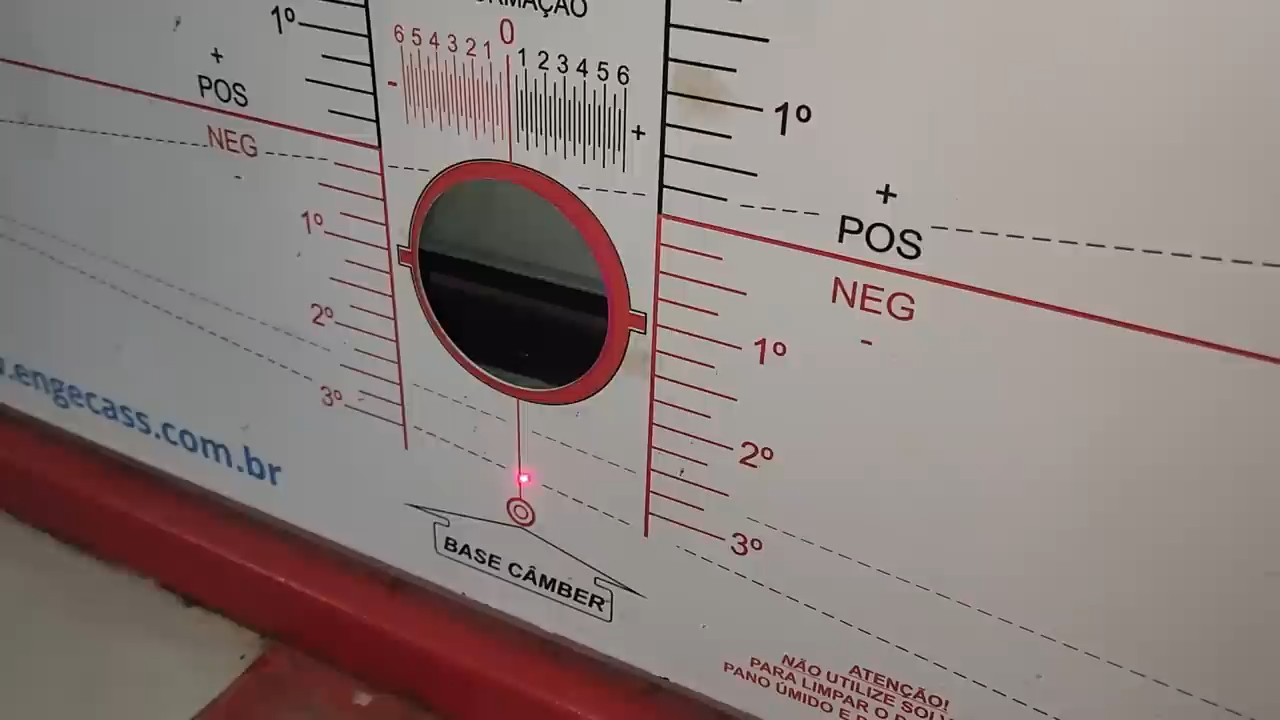 0
6 5 4 3 2 1
1 2 3 4 5 6
-
+
1º
+
POS
NEG
-
1º
2º
3º
1º
+
POS
NEG
-
1º
2º
3º
.engecass.com.br
BASE CÂMBER
ATENÇÃO!
NÃO UTILIZE
PARA LIMPAR O
PANO ÚMIDO E